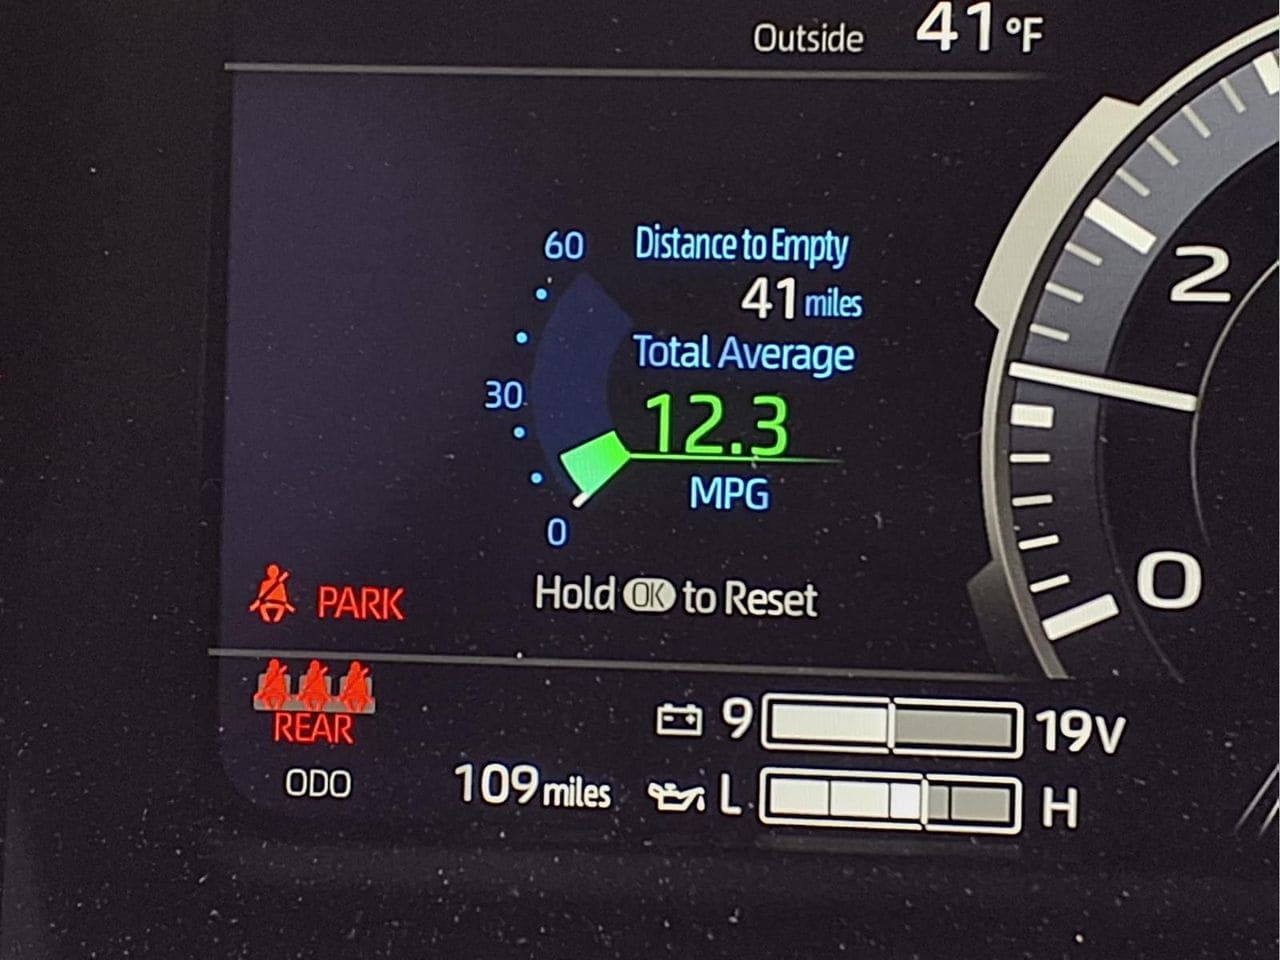 Outside 41°F
60
Distance to Empty
41 miles
Total Average
30
12.3
MPG
0
Hold OK to Reset
PARK
REAR
ODO 109 miles
9 19V
L H
2
0